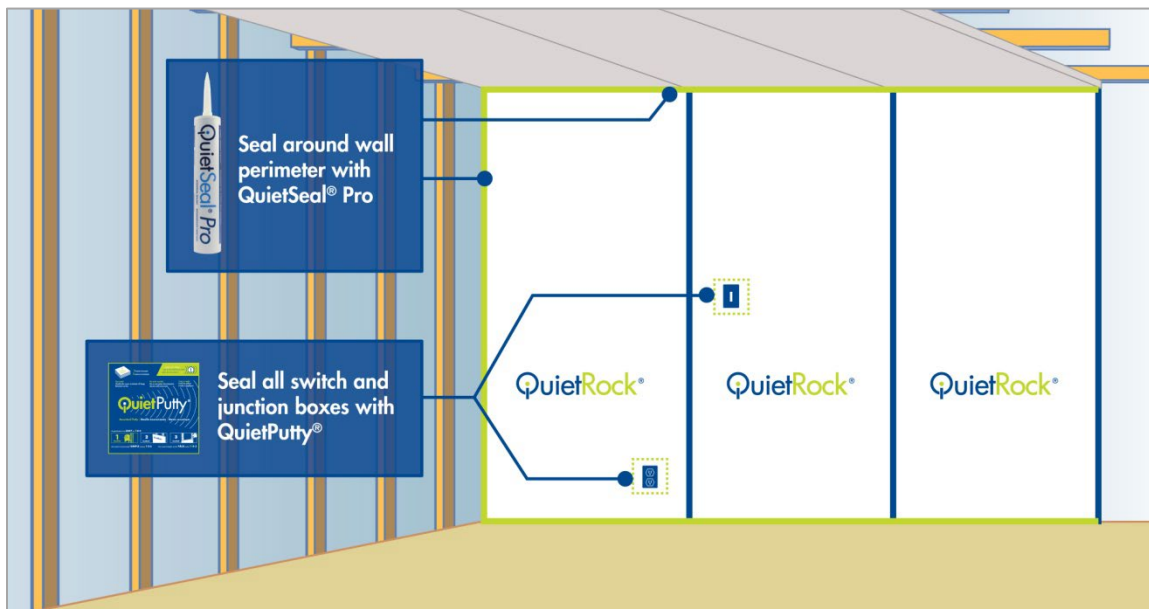 QuietSeal® Pro
Seal around wall
perimeter with
QuietSeal® Pro
QuietPutty®
Seal all switch and
junction boxes with
QuietPutty®
QuietRock®
QuietRock®
QuietRock®